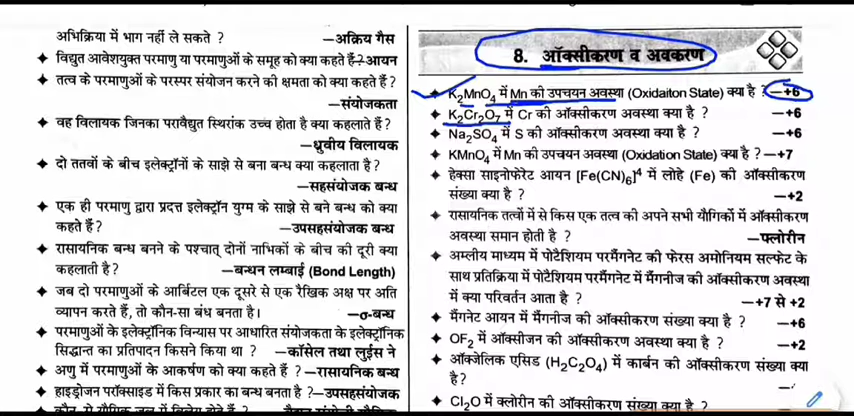 अभिक्रिया में भाग नहीं ले सकते ? —अक्रिय गैस
✦ विद्युत आवेशयुक्त परमाणु या परमाणुओं के समूह को क्या कहते हैं-?-आयन
✦ तत्व के परमाणुओं के परस्पर संयोजन करने की क्षमता को क्या कहते हैं ?
—संयोजकता
✦ वह विलायक जिनका परावैद्युत स्थिरांक उच्च होता है क्या कहलाते हैं ?
—ध्रुवीय विलायक
✦ दो तत्वों के बीच इलेक्ट्रॉनों के साझे से बना बन्ध क्या कहलाता है ?
—सहसंयोजक बन्ध
✦ एक ही परमाणु द्वारा प्रदत्त इलेक्ट्रॉन युग्म के साझे से बने बन्ध को क्या
कहते हैं ? —उपसहसंयोजक बन्ध
✦ रासायनिक बन्ध बनने के पश्चात् दोनों नाभिकों के बीच की दूरी क्या
कहलाती है ? —बन्धन लम्बाई (Bond Length)
✦ जब दो परमाणुओं के आर्बिटल एक दूसरे से एक रैखिक अक्ष पर अति
व्यापन करते हैं, तो कौन-सा बंध बनता है। —σ-बन्ध
✦ परमाणुओं के इलेक्ट्रॉनिक विन्यास पर आधारित संयोजकता के इलेक्ट्रॉनिक
सिद्धान्त का प्रतिपादन किसने किया था ? —कॉसेल तथा लुईस ने
✦ अणु में परमाणुओं के आकर्षण को क्या कहते हैं ? —रासायनिक बन्ध
✦ हाइड्रोजन परॉक्साइड में किस प्रकार का बन्ध बनता है ?—उपसहसंयोजक
8. ऑक्सीकरण व अवकरण
✦ K₂MnO₄ में Mn की उपचयन अवस्था (Oxidaiton State) क्या है ? —+6
✦ K₂Cr₂O₇ में Cr की ऑक्सीकरण अवस्था क्या है ? —+6
✦ Na₂SO₄ में S की ऑक्सीकरण अवस्था क्या है ? —+6
✦ KMnO₄ में Mn की उपचयन अवस्था (Oxidation State) क्या है ? —+7
✦ हेक्सा साइनोफेरेट आयन [Fe(CN)₆]⁴ में लोहे (Fe) की ऑक्सीकरण
संख्या क्या है ? —+2
✦ रासायनिक तत्वों में से किस एक तत्व की अपने सभी यौगिकों में ऑक्सीकरण
अवस्था समान होती है ? —फ्लोरीन
✦ अम्लीय माध्यम में पोटैशियम परमैंगनेट की फेरस अमोनियम सल्फेट के
साथ प्रतिक्रिया में पोटैशियम परमैंगनेट में मैंगनीज की ऑक्सीकरण अवस्था
में क्या परिवर्तन आता है ? —+7 से +2
✦ मैंगनेट आयन में मैंगनीज की ऑक्सीकरण संख्या क्या है ? —+6
✦ OF₂ में ऑक्सीजन की ऑक्सीकरण अवस्था क्या है ? —+2
✦ ऑक्जेलिक एसिड (H₂C₂O₄) में कार्बन की ऑक्सीकरण संख्या क्या
है ?
✦ Cl₂O में क्लोरीन की ऑक्सीकरण संख्या क्या है ?